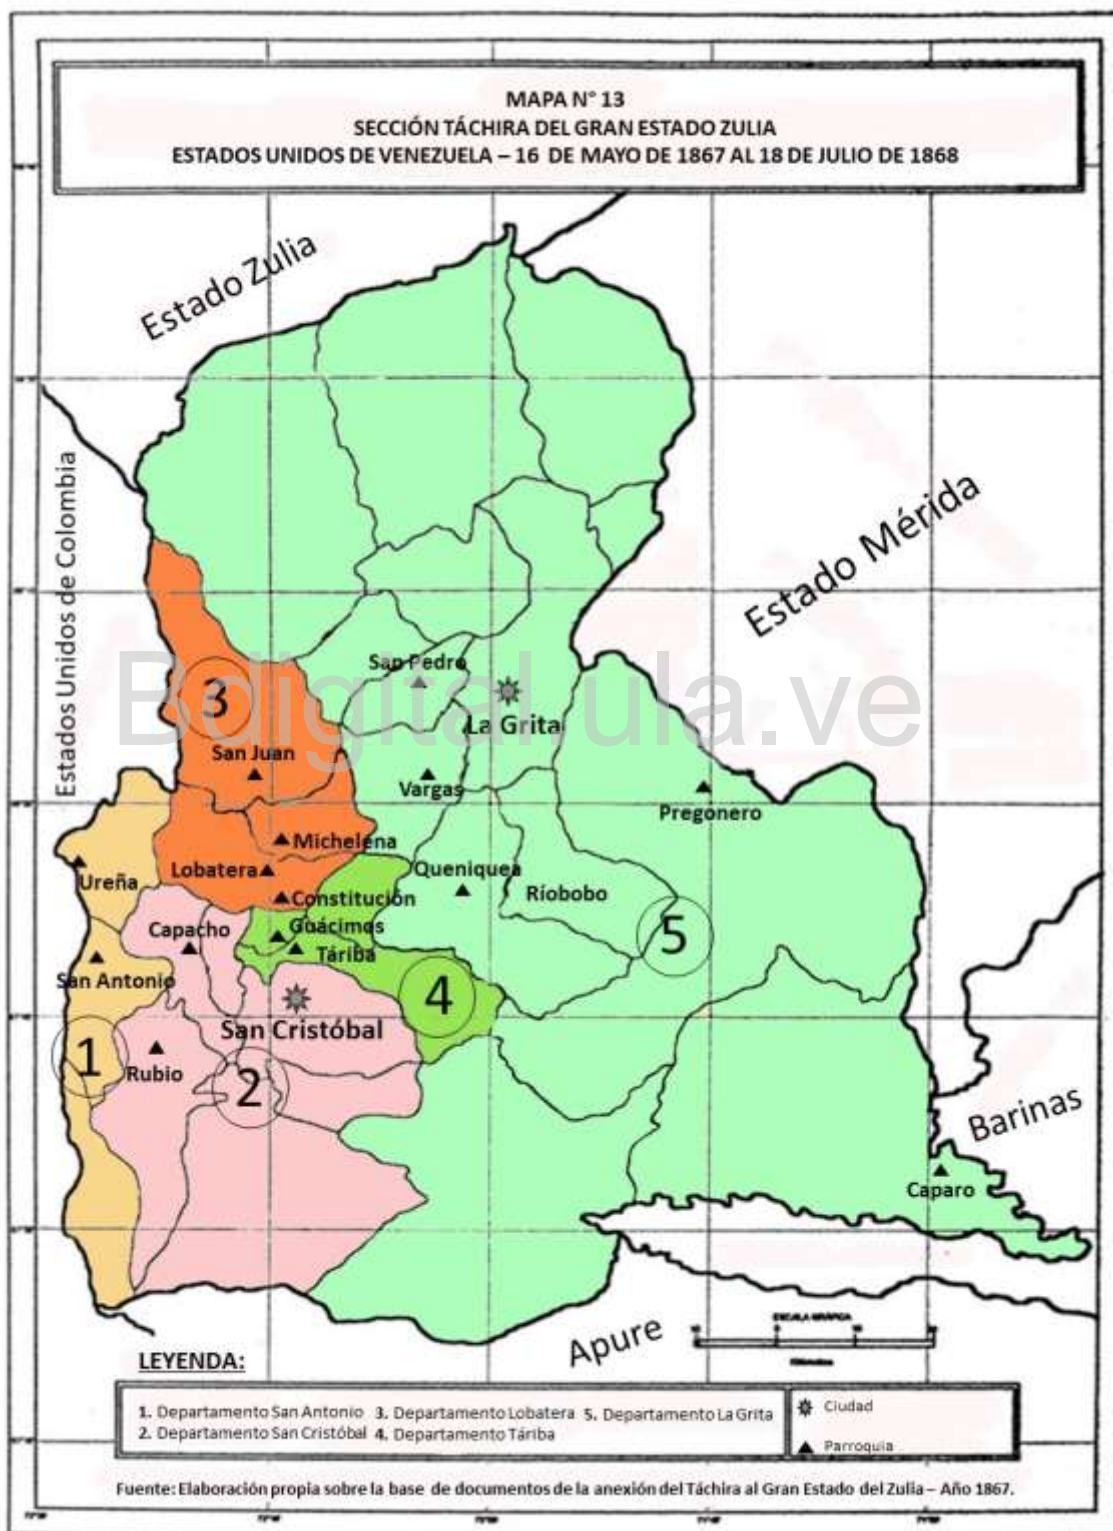 MAPA N° 13
SECCIÓN TÁCHIRA DEL GRAN ESTADO ZULIA
ESTADOS UNIDOS DE VENEZUELA – 16 DE MAYO DE 1867 AL 18 DE JULIO DE 1868
Estado Zulia
Estados Unidos de Colombia
Estado Mérida
San Pedro
3
Bdigital.ula.ve
La Grita
San Juan
Vargas
Pregonero
Michelena
Ureña
Lobatera
Queniquea
Constitución
Ríobobo
Capacho
Guácimos
Táriba
5
San Antonio
4
San Cristóbal
1
Rubio
2
Barinas
Caparo
Apure
ESCALA GRÁFICA
LEYENDA:
1. Departamento San Antonio 3. Departamento Lobatera 5. Departamento La Grita
2. Departamento San Cristóbal 4. Departamento Táriba
Ciudad
Parroquia
Fuente: Elaboración propia sobre la base de documentos de la anexión del Táchira al Gran Estado del Zulia – Año 1867.